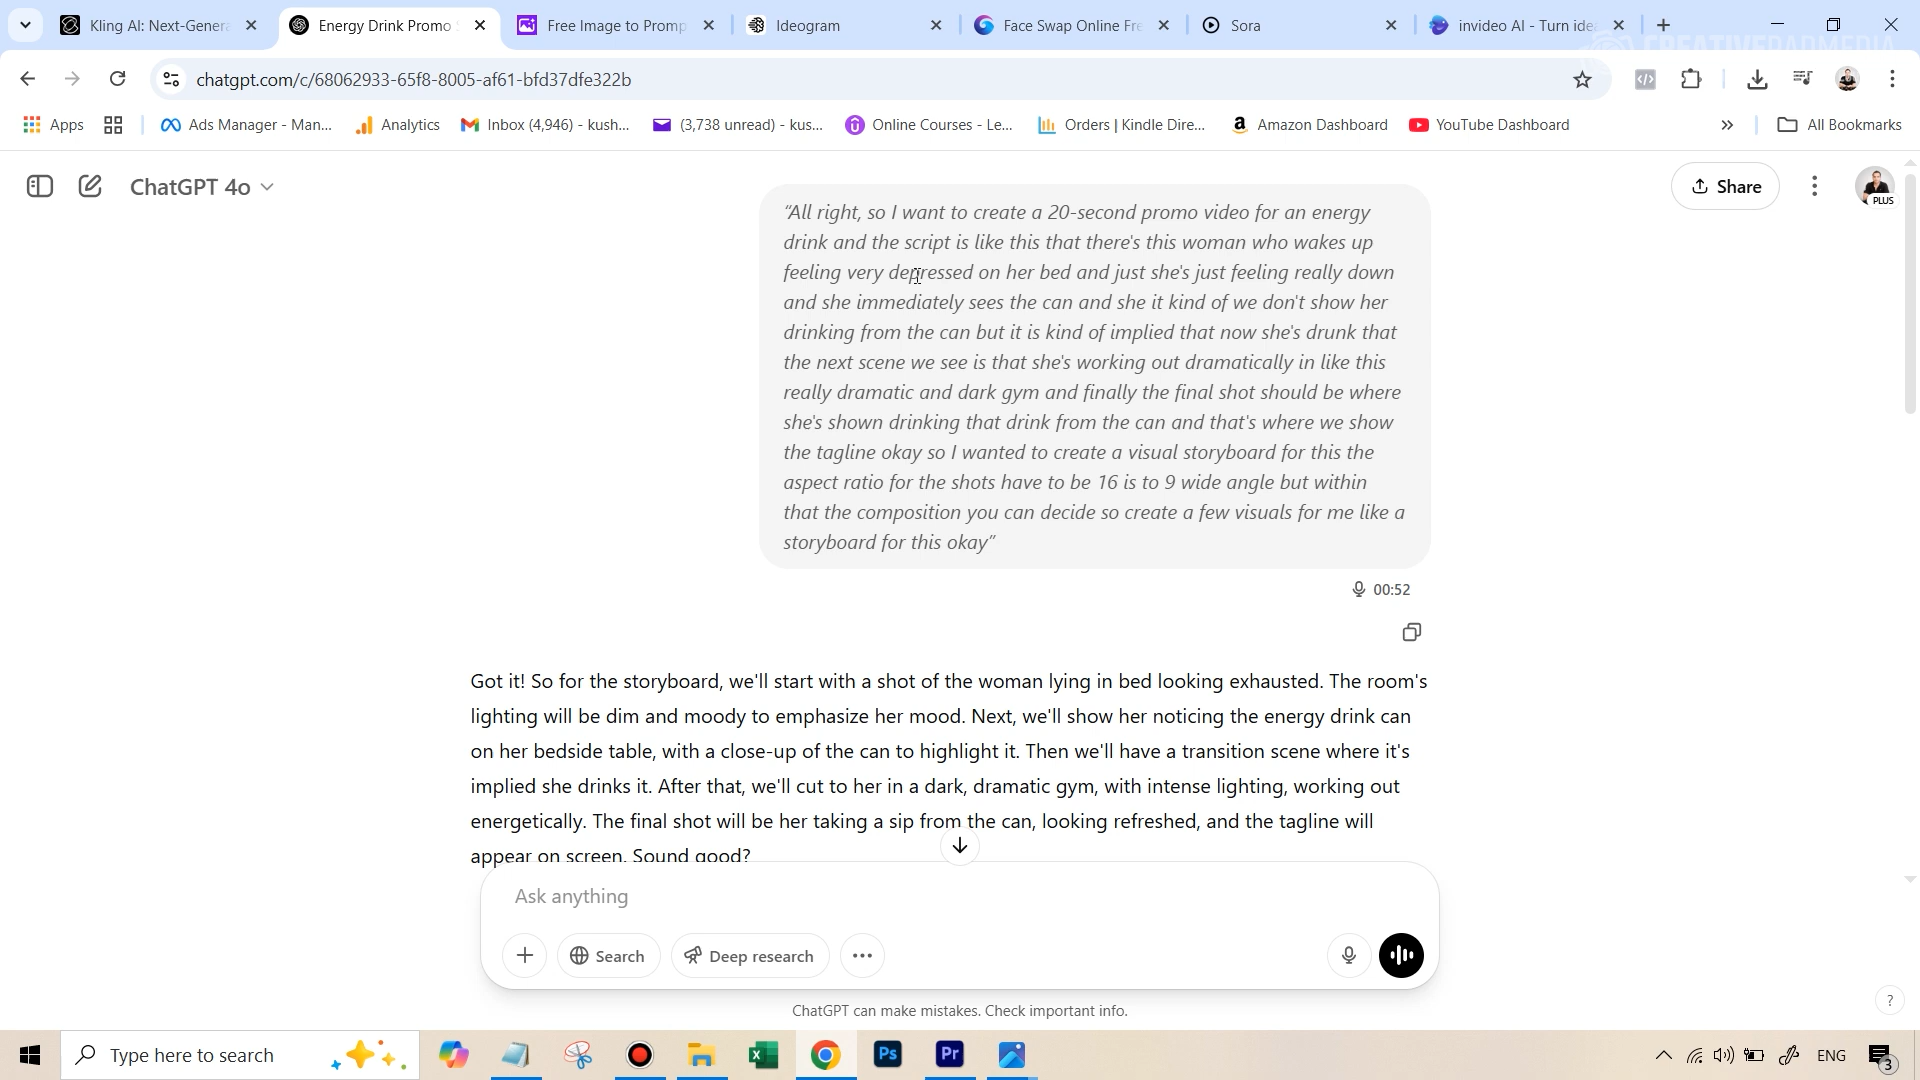 Kling AI: Next-Genera
Energy Drink Promo
Free Image to Promp
Ideogram
Face Swap Online Fre
Sora
invideo AI - Turn ide
CREATIVEDADMEDIA
chatgpt.com/c/68062933-65f8-8005-af61-bfd37dfe322b
Apps
Ads Manager - Man...
Analytics
Inbox (4,946) - kush...
(3,738 unread) - kus...
Online Courses - Le...
Orders | Kindle Dire...
Amazon Dashboard
YouTube Dashboard
All Bookmarks
ChatGPT 4o
Share
PLUS
“All right, so I want to create a 20-second promo video for an energy
drink and the script is like this that there's this woman who wakes up
feeling very depressed on her bed and just she's just feeling really down
and she immediately sees the can and she it kind of we don't show her
drinking from the can but it is kind of implied that now she's drunk that
the next scene we see is that she's working out dramatically in like this
really dramatic and dark gym and finally the final shot should be where
she's shown drinking that drink from the can and that's where we show
the tagline okay so I wanted to create a visual storyboard for this the
aspect ratio for the shots have to be 16 is to 9 wide angle but within
that the composition you can decide so create a few visuals for me like a
storyboard for this okay”
00:52
Got it! So for the storyboard, we'll start with a shot of the woman lying in bed looking exhausted. The room's
lighting will be dim and moody to emphasize her mood. Next, we'll show her noticing the energy drink can
on her bedside table, with a close-up of the can to highlight it. Then we'll have a transition scene where it's
implied she drinks it. After that, we'll cut to her in a dark, dramatic gym, with intense lighting, working out
energetically. The final shot will be her taking a sip from the can, looking refreshed, and the tagline will
appear on screen. Sound good?
Ask anything
Search
Deep research
ChatGPT can make mistakes. Check important info.
?
Type here to search
Ps
Pr
ENG
3